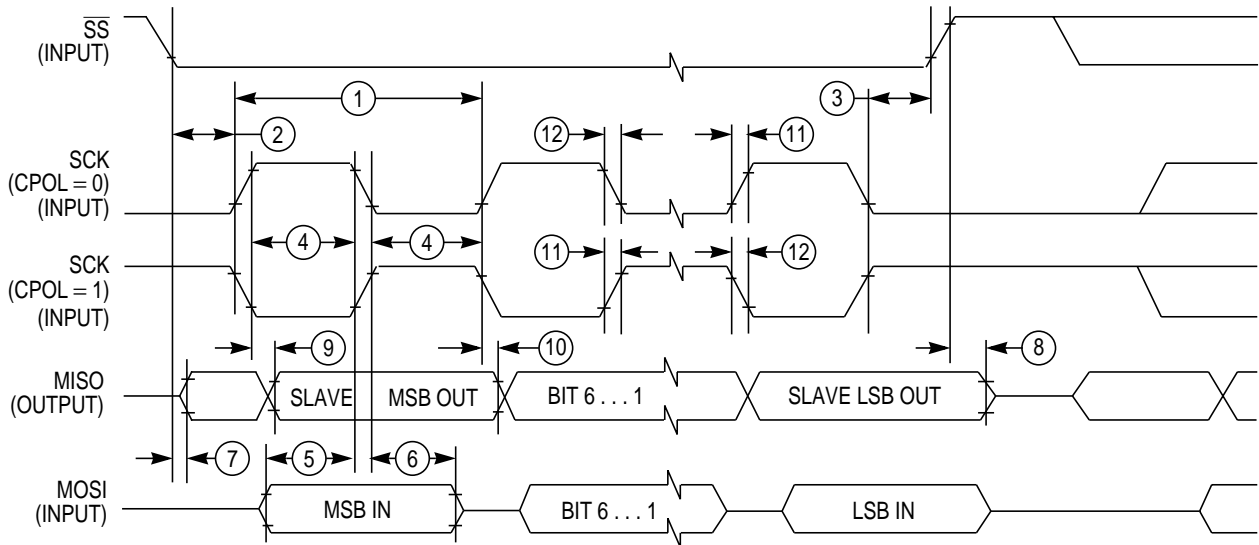 SS
(INPUT)
1
3
2
12
11
SCK
(CPOL = 0)
(INPUT)
4
4
11
12
SCK
(CPOL = 1)
(INPUT)
9
10
8
MISO
(OUTPUT)
SLAVE MSB OUT
BIT 6 . . . 1
SLAVE LSB OUT
7
5
6
MOSI
(INPUT)
MSB IN
BIT 6 . . . 1
LSB IN